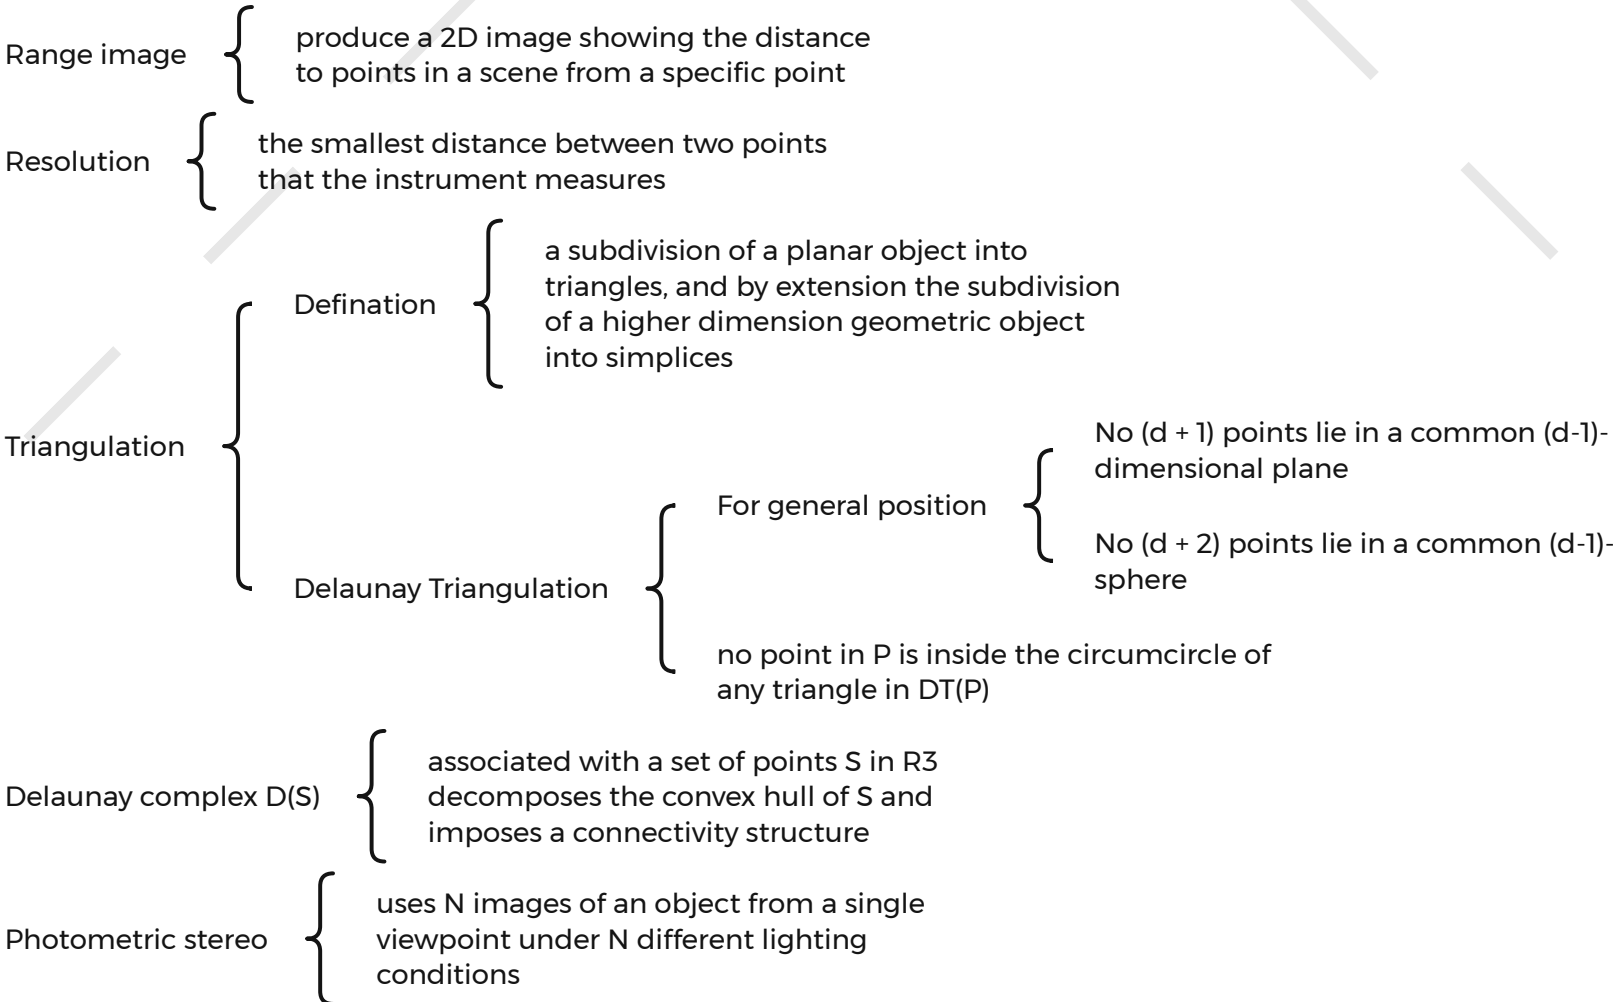 Range image
produce a 2D image showing the distance
to points in a scene from a specific point
Resolution
the smallest distance between two points
that the instrument measures
Triangulation
Defination
a subdivision of a planar object into
triangles, and by extension the subdivision
of a higher dimension geometric object
into simplices
Delaunay Triangulation
For general position
No (d + 1) points lie in a common (d-1)-
dimensional plane
No (d + 2) points lie in a common (d-1)-
sphere
no point in P is inside the circumcircle of
any triangle in DT(P)
Delaunay complex D(S)
associated with a set of points S in R3
decomposes the convex hull of S and
imposes a connectivity structure
Photometric stereo
uses N images of an object from a single
viewpoint under N different lighting
conditions